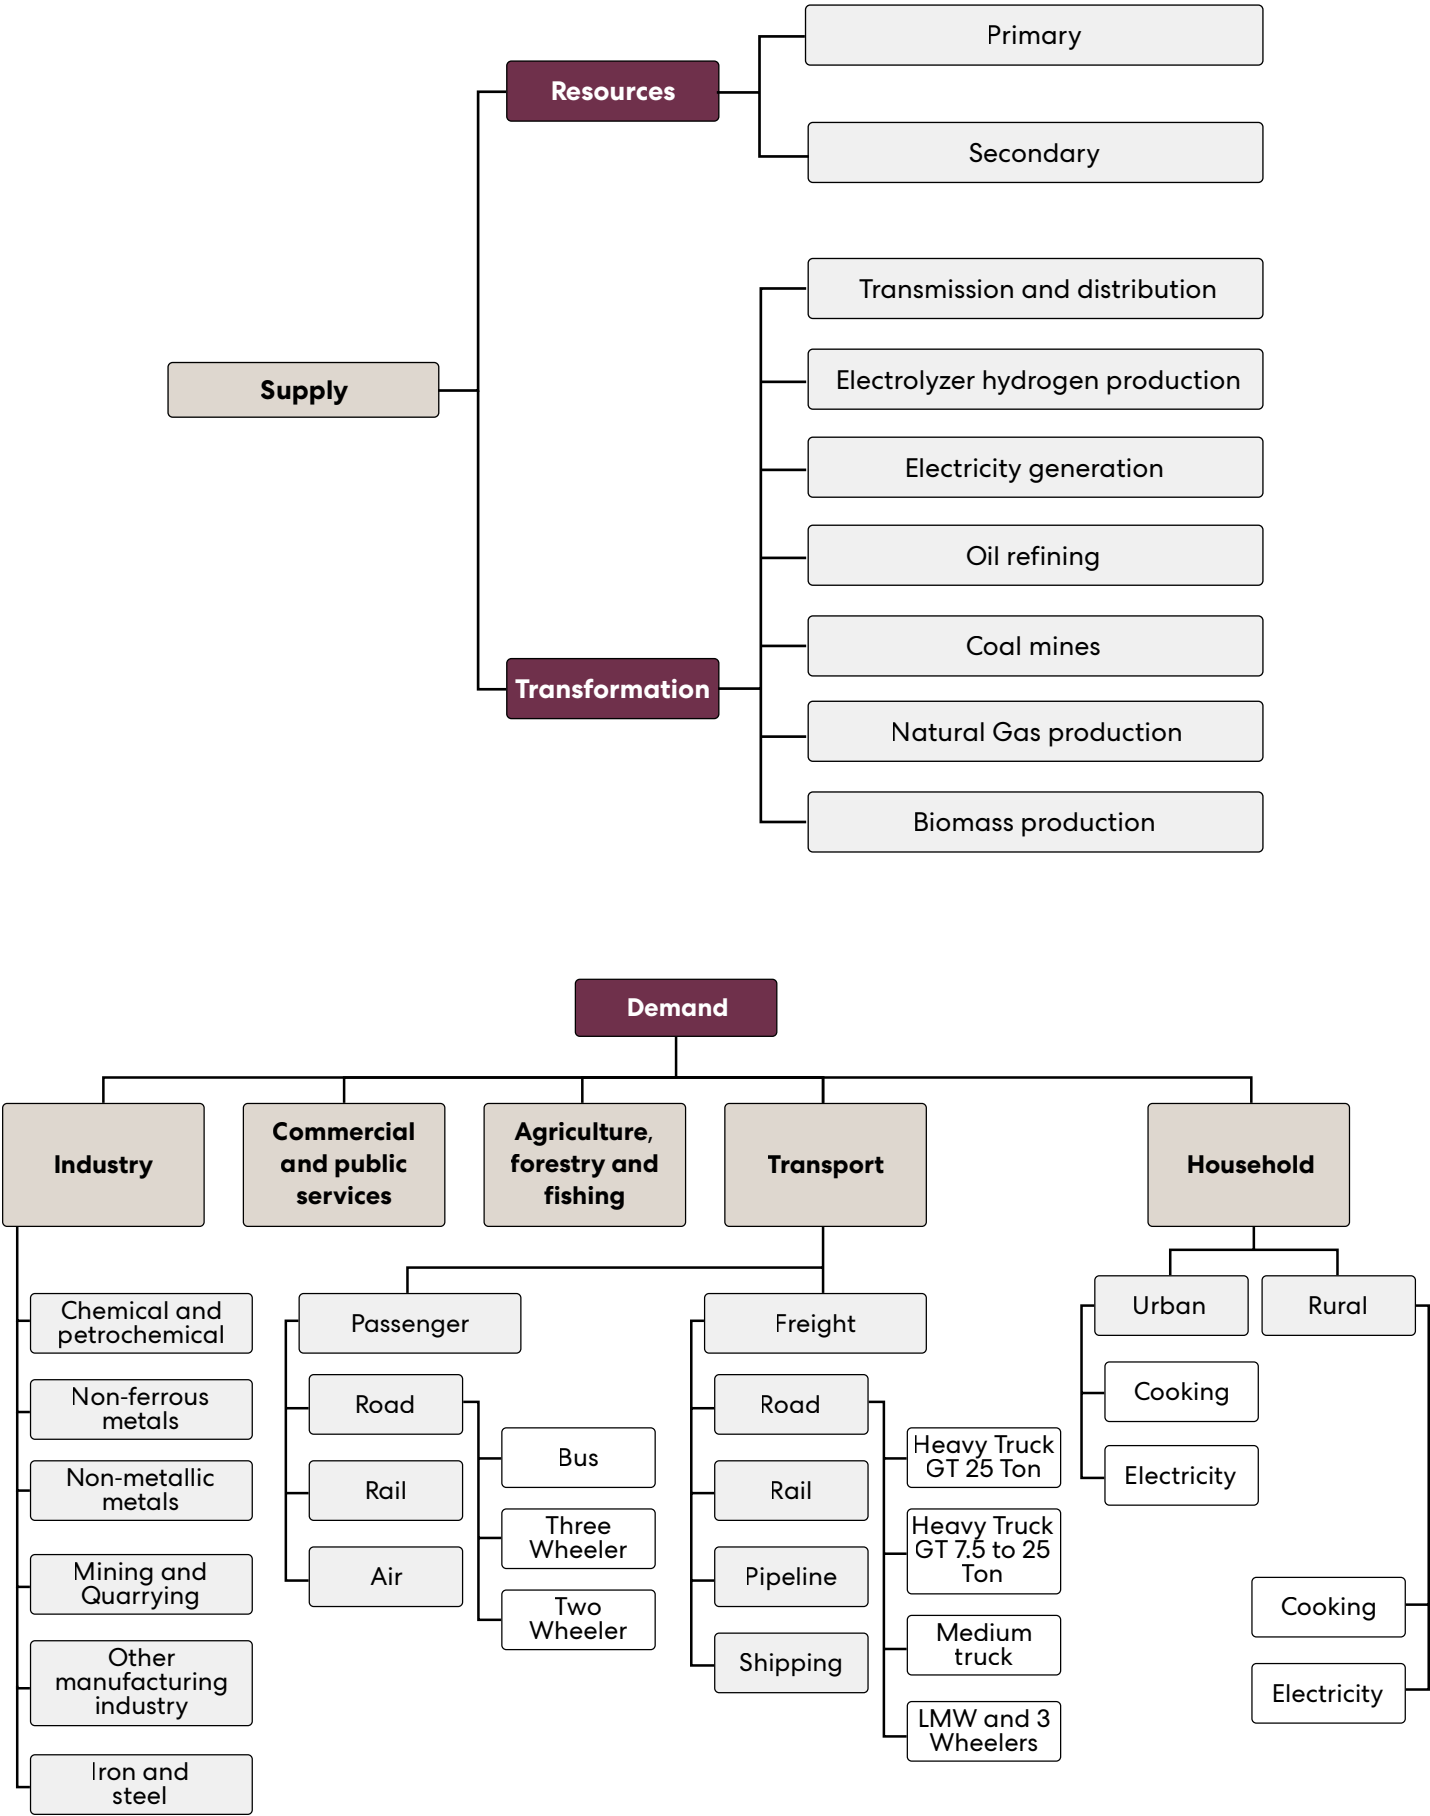 Primary
Resources
Secondary
Transmission and distribution
Electrolyzer hydrogen production
Supply
Electricity generation
Oil refining
Coal mines
Transformation
Natural Gas production
Biomass production
Demand
Industry
Commercial
and public
services
Agriculture,
forestry and
fishing
Transport
Household
Chemical and
petrochemical
Non-ferrous
metals
Non-metallic
metals
Mining and
Quarrying
Other
manufacturing
industry
Iron and
steel
Passenger
Road
Rail
Air
Bus
Three
Wheeler
Two
Wheeler
Freight
Road
Rail
Pipeline
Shipping
Heavy Truck
GT 25 Ton
Heavy Truck
GT 7.5 to 25
Ton
Medium
truck
LMW and 3
Wheelers
Urban
Cooking
Electricity
Rural
Cooking
Electricity